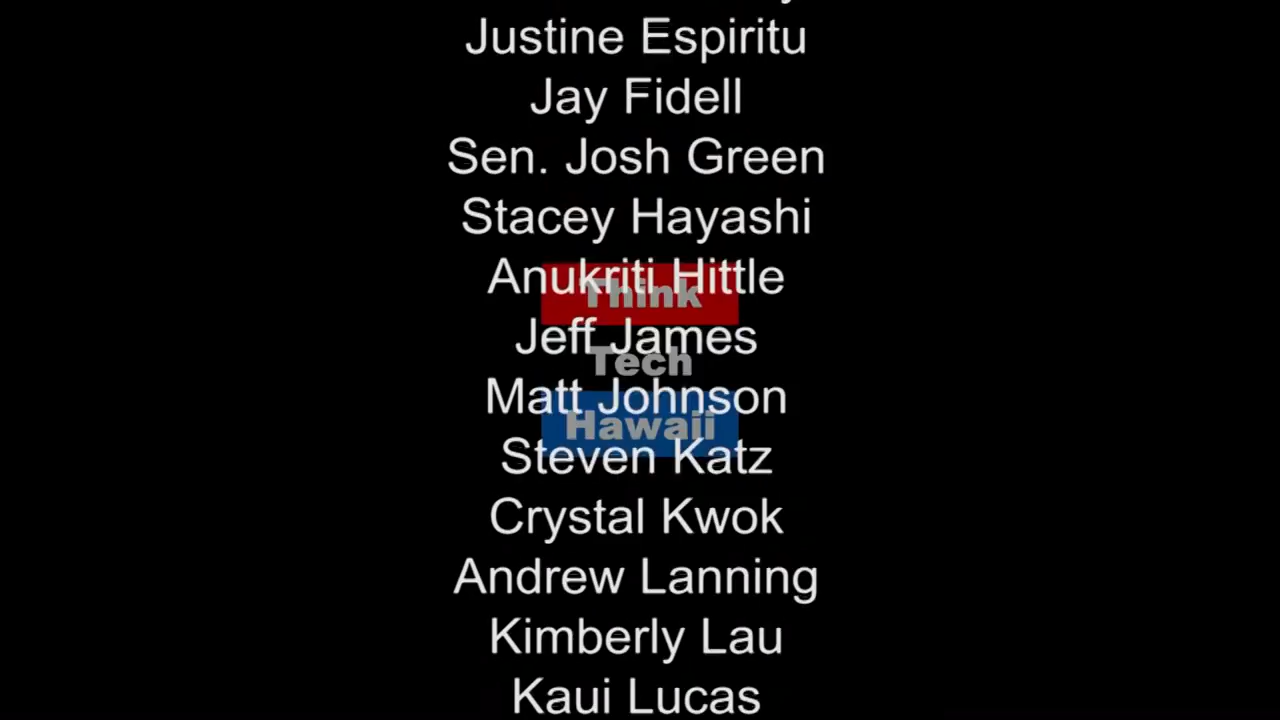 Justine Espiritu
Jay Fidell
Sen. Josh Green
Stacey Hayashi
Anukriti Hittle
Think
Jeff James
Tech
Matt Johnson
Hawaii
Steven Katz
Crystal Kwok
Andrew Lanning
Kimberly Lau
Kaui Lucas